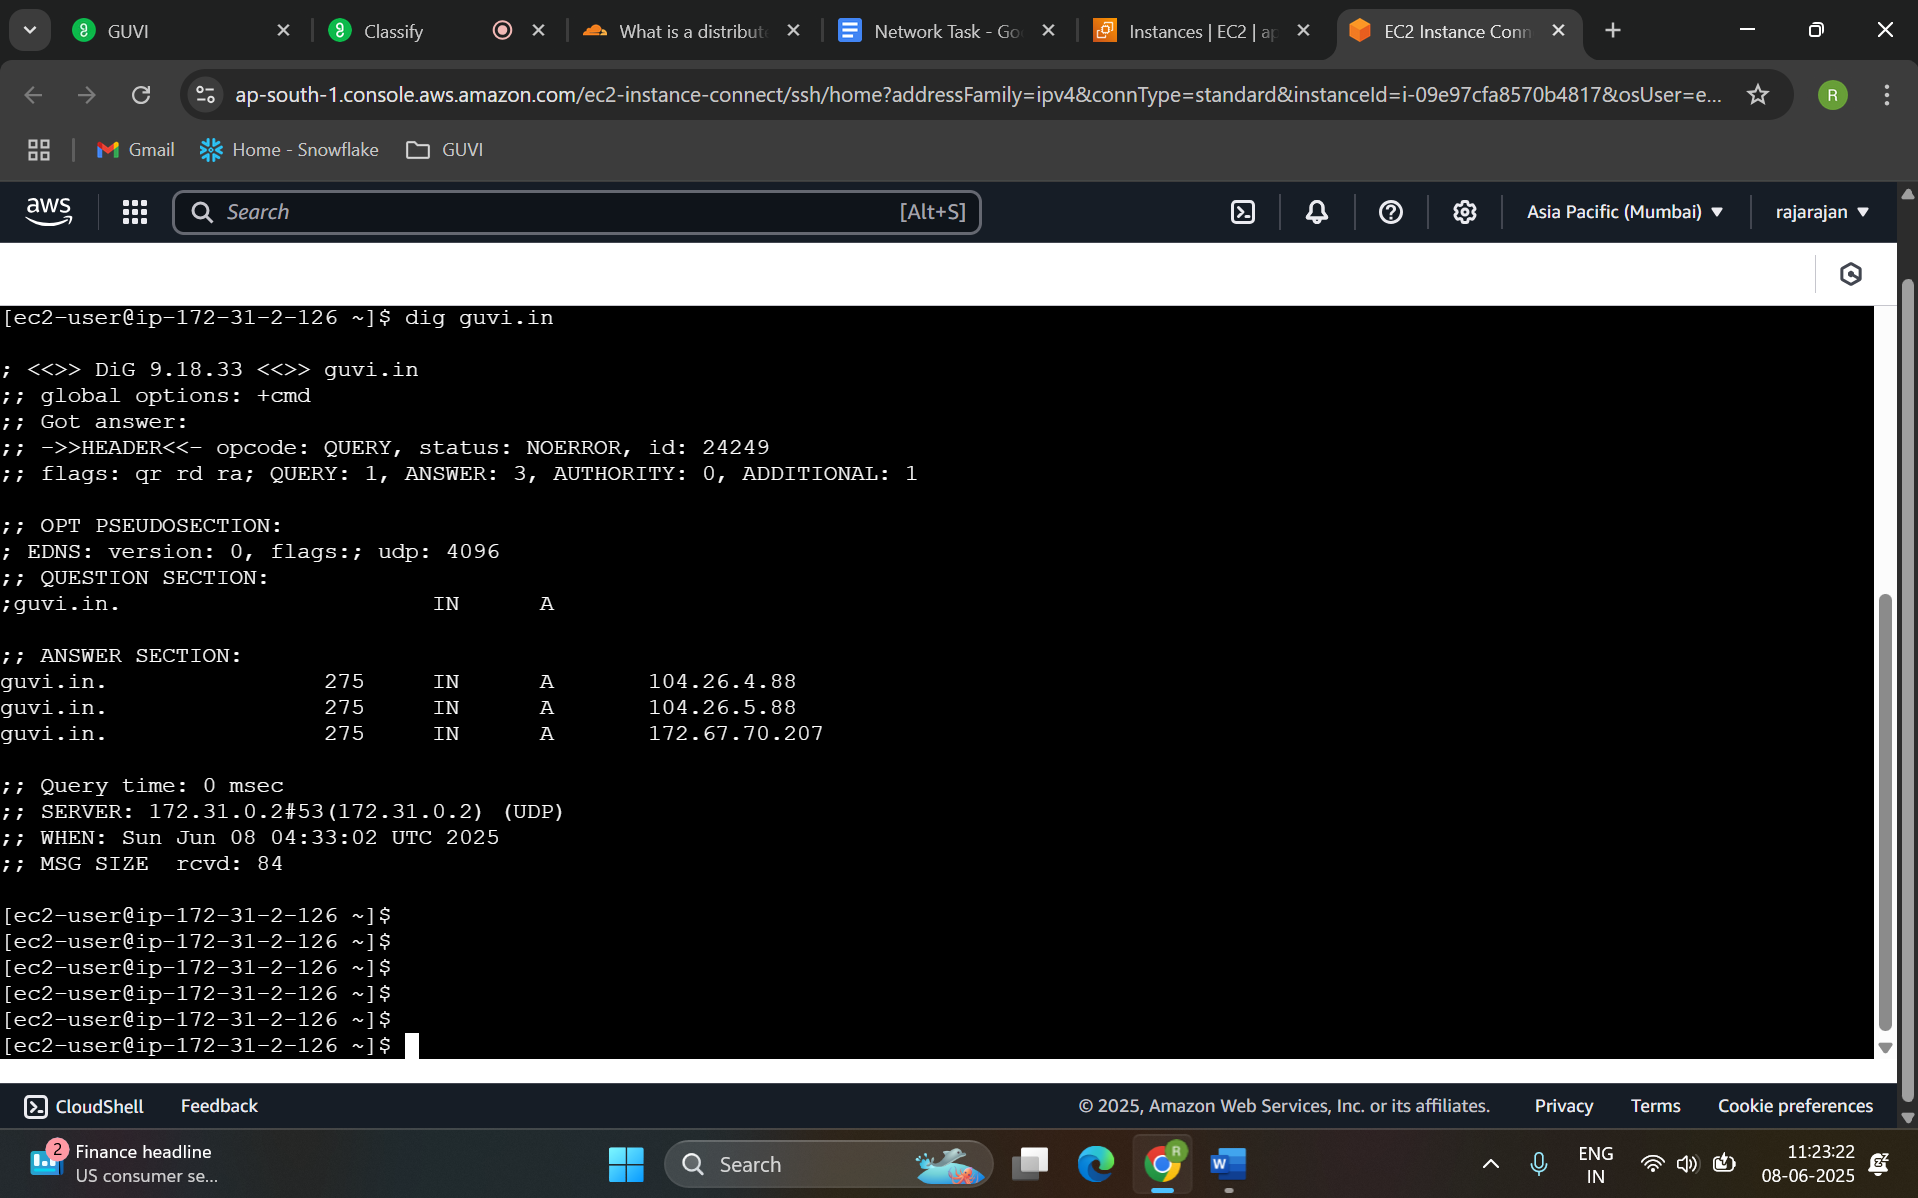 GUVI
Classify
What is a distribut
Network Task - Go
Instances | EC2 | ap
EC2 Instance Conn
ap-south-1.console.aws.amazon.com/ec2-instance-connect/ssh/home?addressFamily=ipv4&connType=standard&instanceId=i-09e97cfa8570b4817&osUser=e...
R
Gmail
Home - Snowflake
GUVI
aws
Search
[Alt+S]
Asia Pacific (Mumbai)
rajarajan
[ec2-user@ip-172-31-2-126 ~]$ dig guvi.in
; <<>> DiG 9.18.33 <<>> guvi.in
;; global options: +cmd
;; Got answer:
;; ->>HEADER<<- opcode: QUERY, status: NOERROR, id: 24249
;; flags: qr rd ra; QUERY: 1, ANSWER: 3, AUTHORITY: 0, ADDITIONAL: 1
;; OPT PSEUDOSECTION:
; EDNS: version: 0, flags:; udp: 4096
;; QUESTION SECTION:
;guvi.in. IN A
;; ANSWER SECTION:
guvi.in. 275 IN A 104.26.4.88
guvi.in. 275 IN A 104.26.5.88
guvi.in. 275 IN A 172.67.70.207
;; Query time: 0 msec
;; SERVER: 172.31.0.2#53(172.31.0.2) (UDP)
;; WHEN: Sun Jun 08 04:33:02 UTC 2025
;; MSG SIZE  rcvd: 84
[ec2-user@ip-172-31-2-126 ~]$
[ec2-user@ip-172-31-2-126 ~]$
[ec2-user@ip-172-31-2-126 ~]$
[ec2-user@ip-172-31-2-126 ~]$
[ec2-user@ip-172-31-2-126 ~]$
[ec2-user@ip-172-31-2-126 ~]$
CloudShell
Feedback
© 2025, Amazon Web Services, Inc. or its affiliates.
Privacy
Terms
Cookie preferences
2
Finance headline
US consumer se...
Search
R
W
ENG
IN
11:23:22
08-06-2025